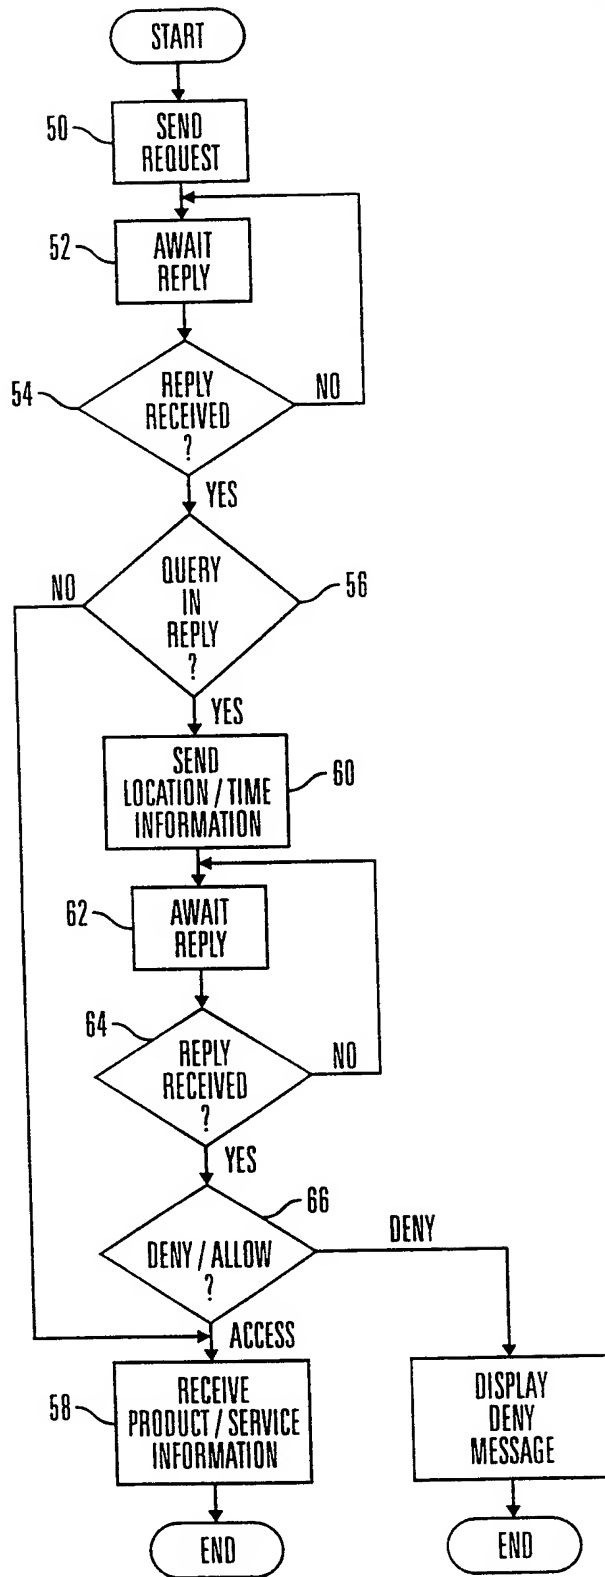 START
50
SEND
REQUEST
52
AWAIT
REPLY
54
REPLY
RECEIVED
?
NO
YES
NO
QUERY
IN
REPLY
?
56
YES
SEND
LOCATION / TIME
INFORMATION
60
62
AWAIT
REPLY
64
REPLY
RECEIVED
?
NO
YES
66
DENY / ALLOW
?
DENY
ACCESS
58
RECEIVE
PRODUCT / SERVICE
INFORMATION
DISPLAY
DENY
MESSAGE
END
END